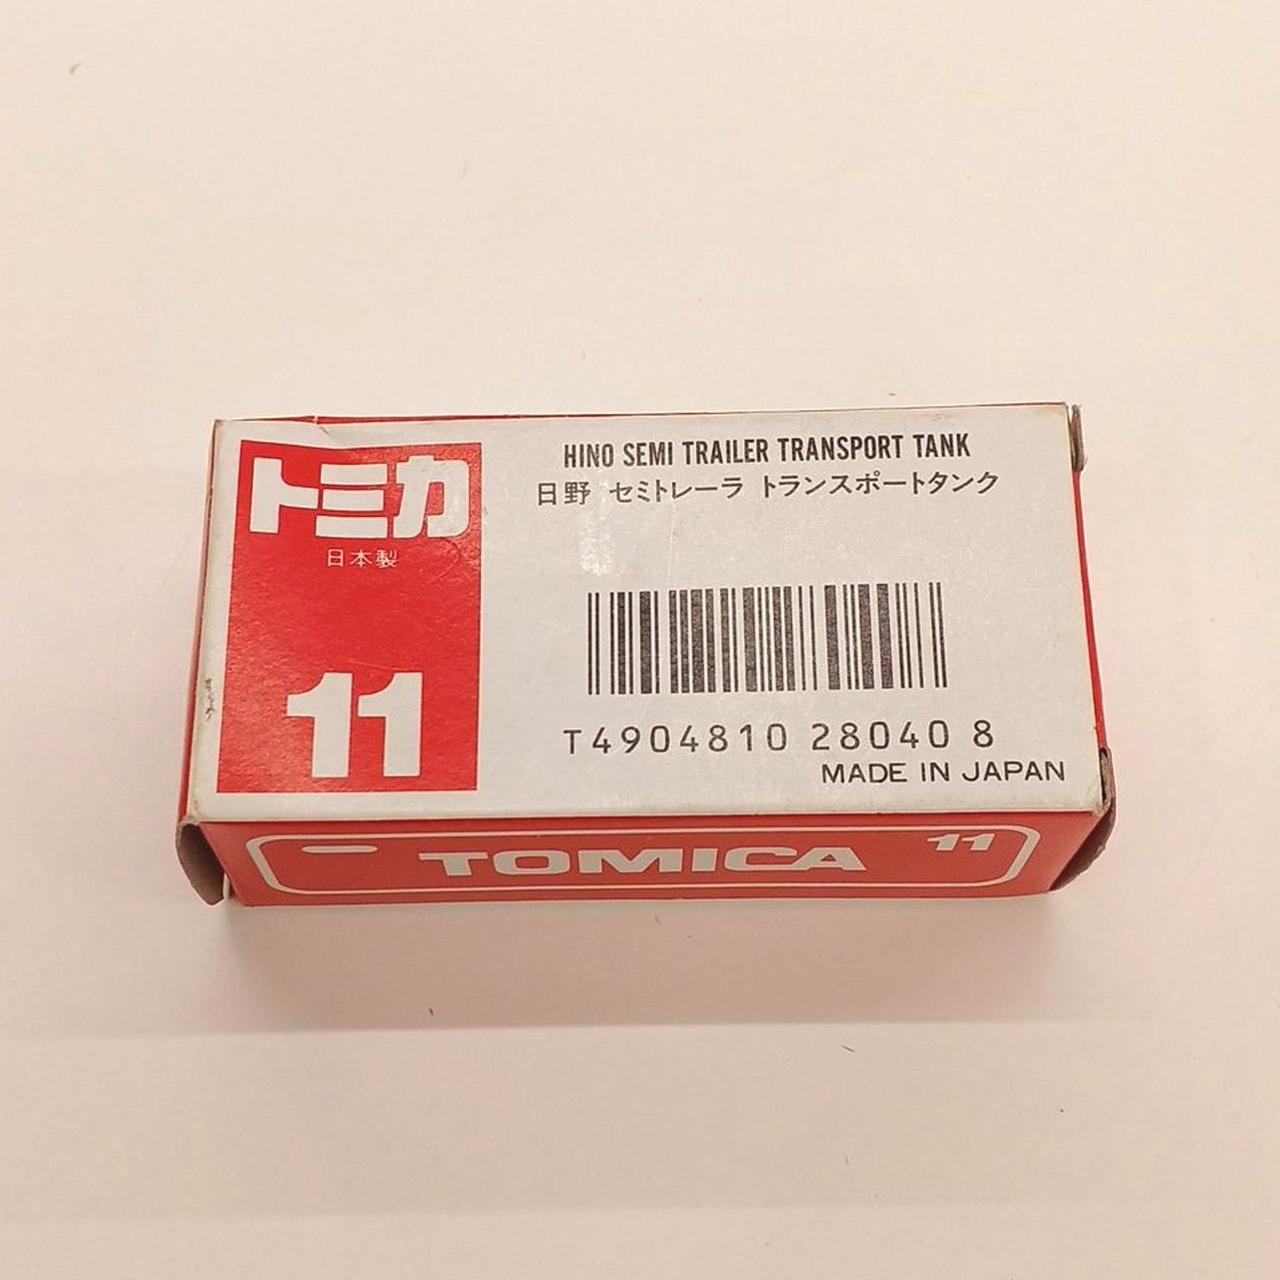 トミカ
日本製
11
HINO SEMI TRAILER TRANSPORT TANK
日野 セミトレーラ トランスポートタンク
T4904810 28040 8
MADE IN JAPAN
TOMICA 11